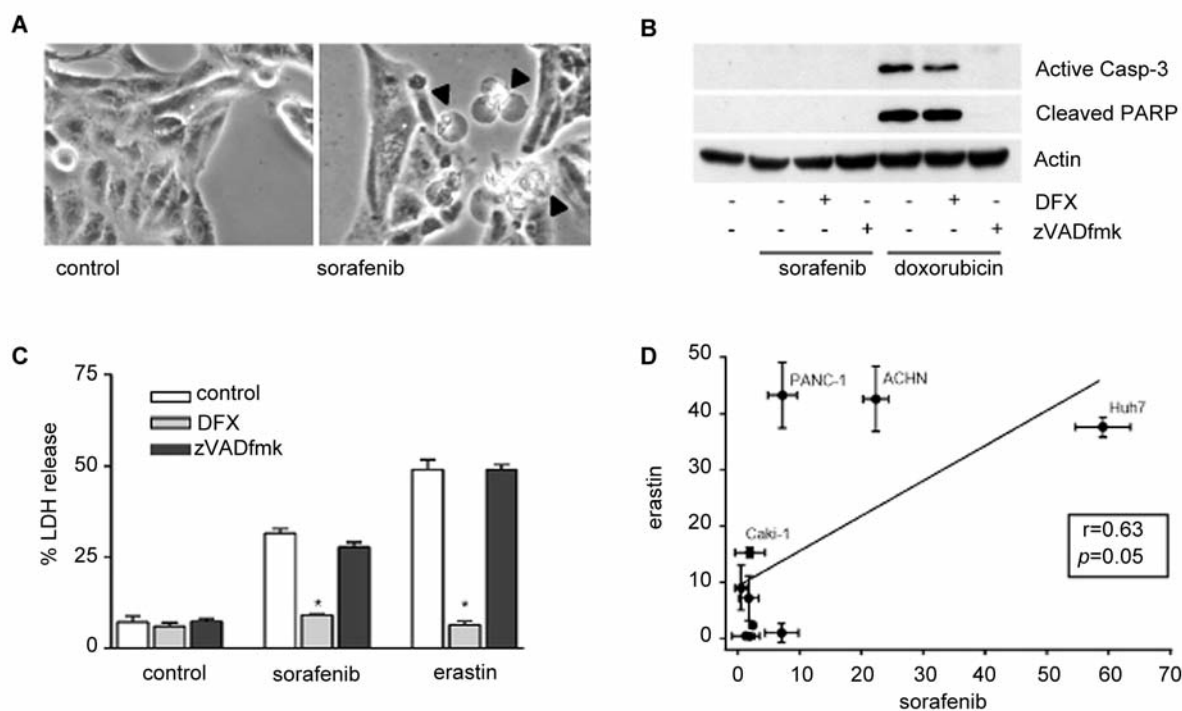 A
control
sorafenib
B
Active Casp-3
Cleaved PARP
Actin
- - + - - + - DFX
- - - + - - + zVADfmk
sorafenib
doxorubicin
C
% LDH release
75
50
25
0
control
DFX
zVADfmk
*
*
control
sorafenib
erastin
D
erastin
50
40
30
20
10
0
PANC-1
ACHN
Huh7
Caki-1
r=0.63
p=0.05
0 10 20 30 40 50 60 70
sorafenib